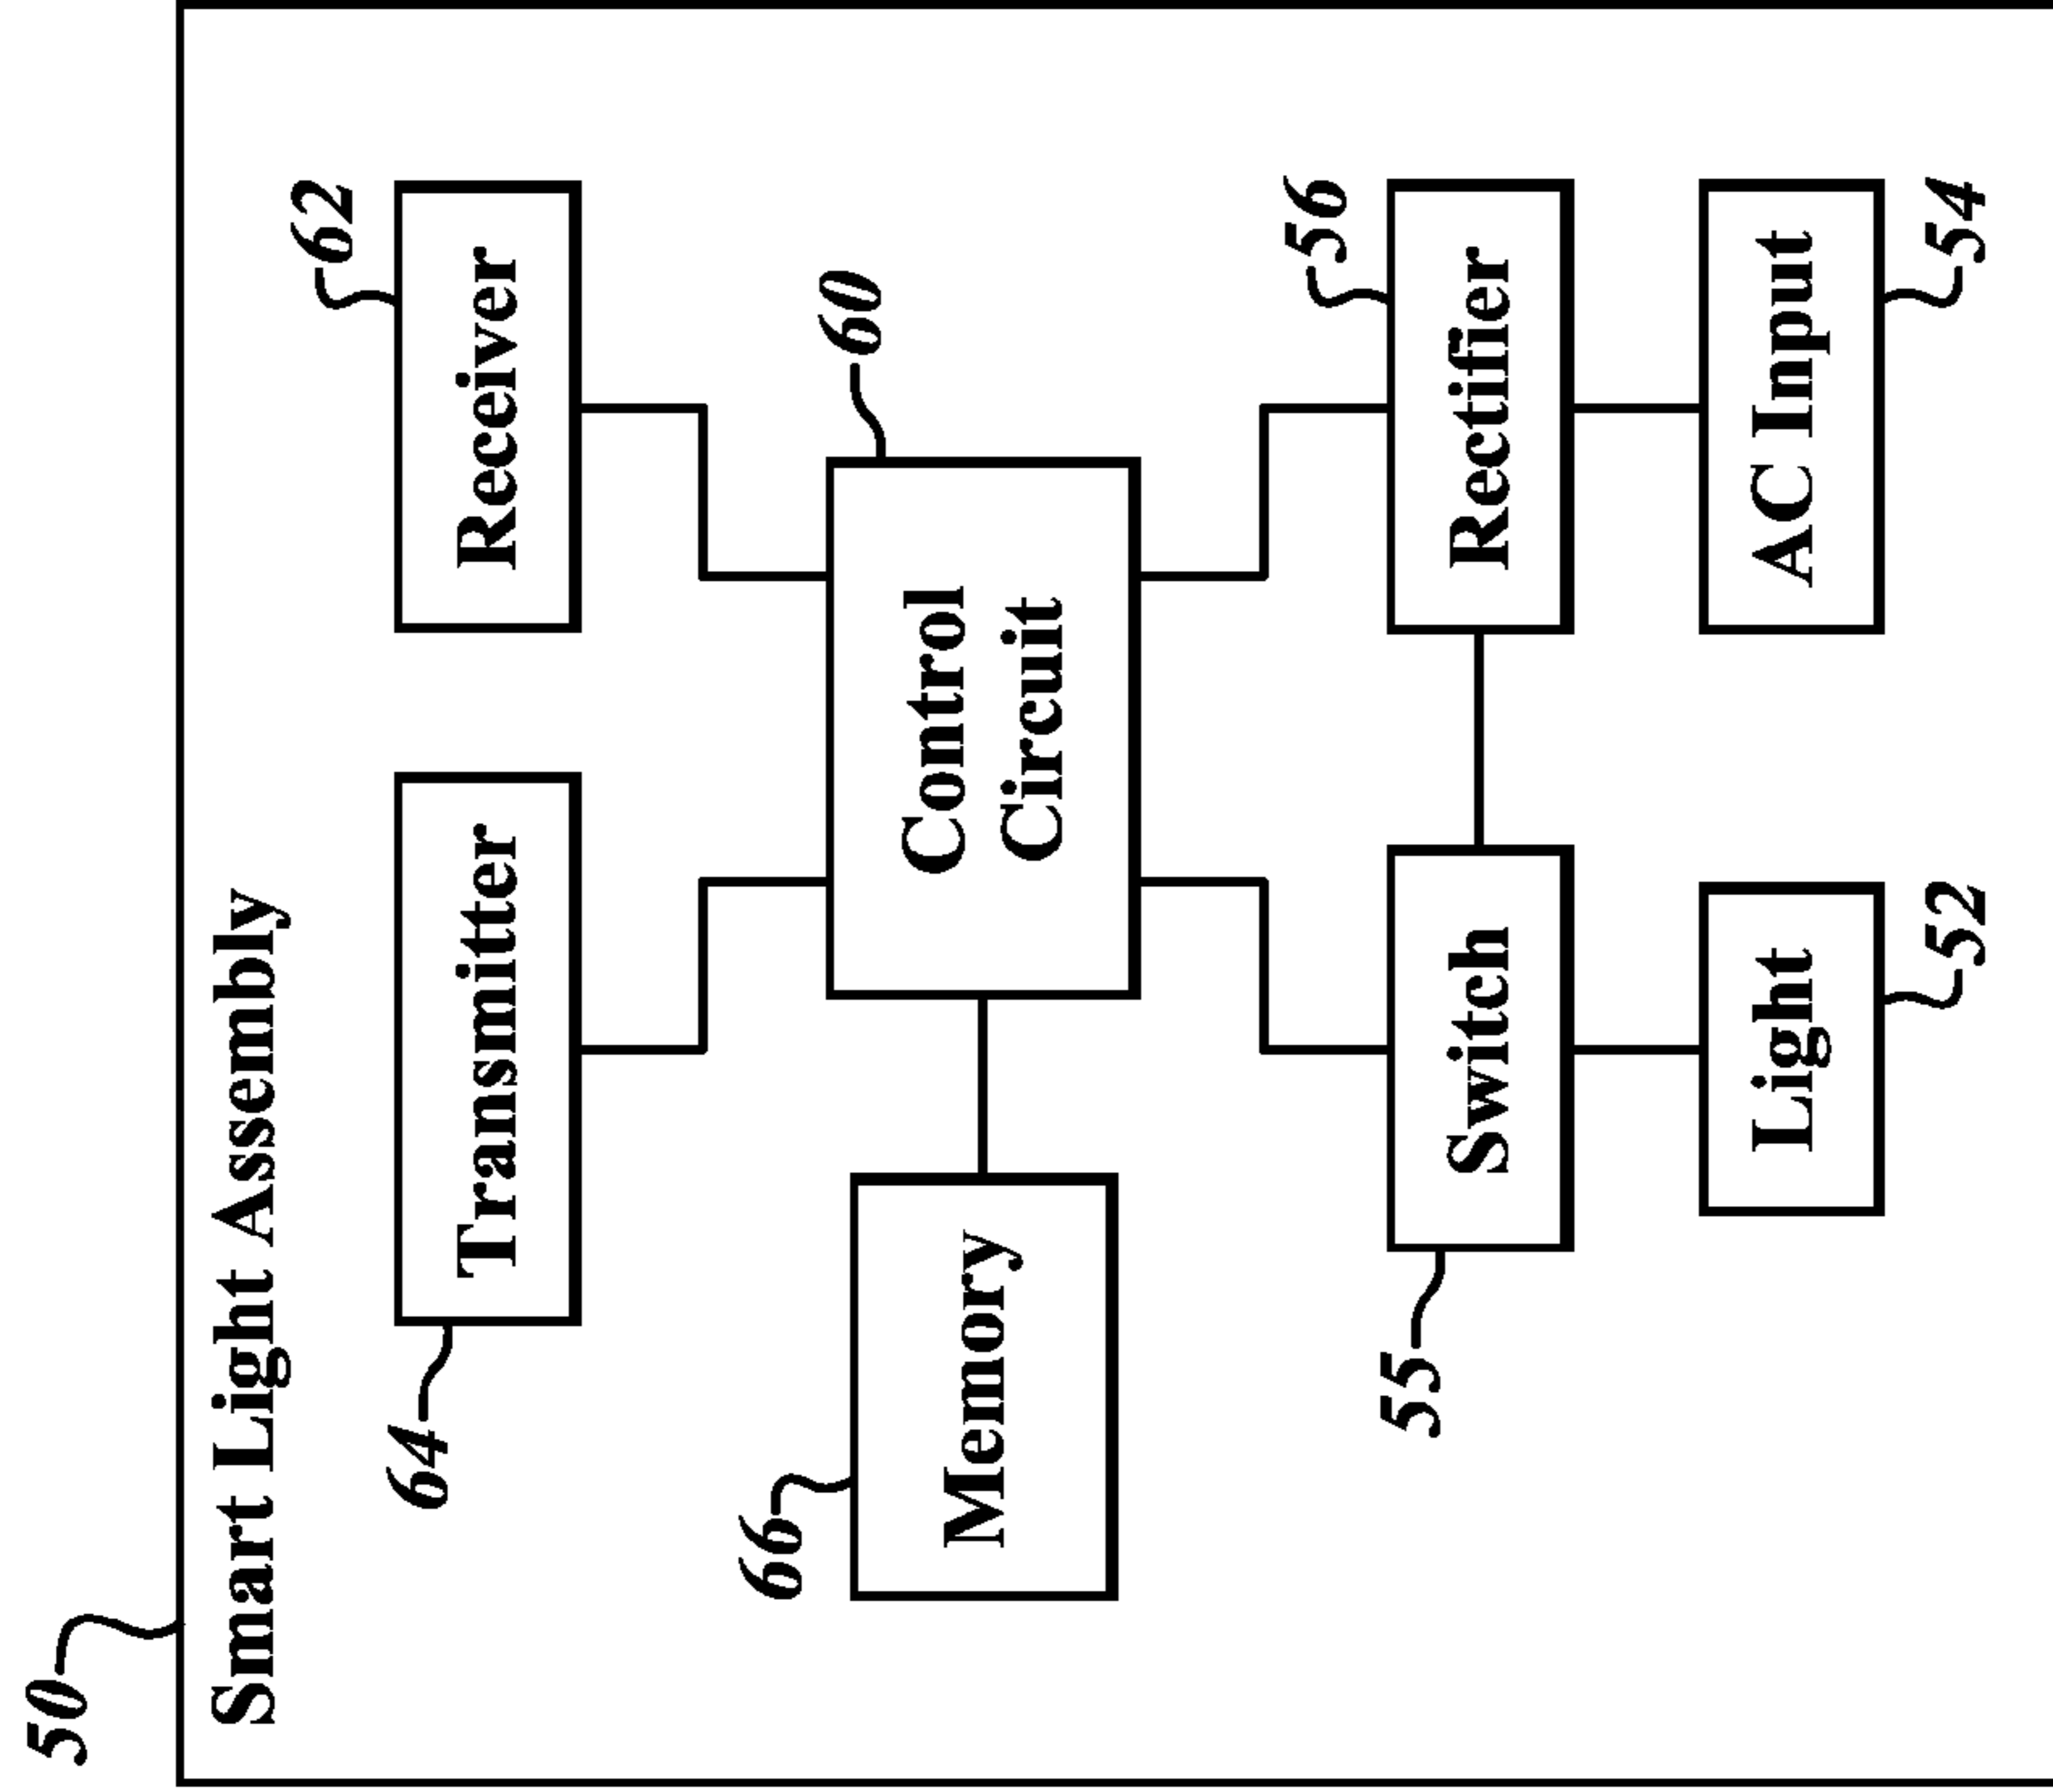 50
Smart Light Assembly
64
Transmitter
Receiver
62
66
Memory
Control
Circuit
60
55
Switch
Rectifier
56
Light
52
AC Input
54